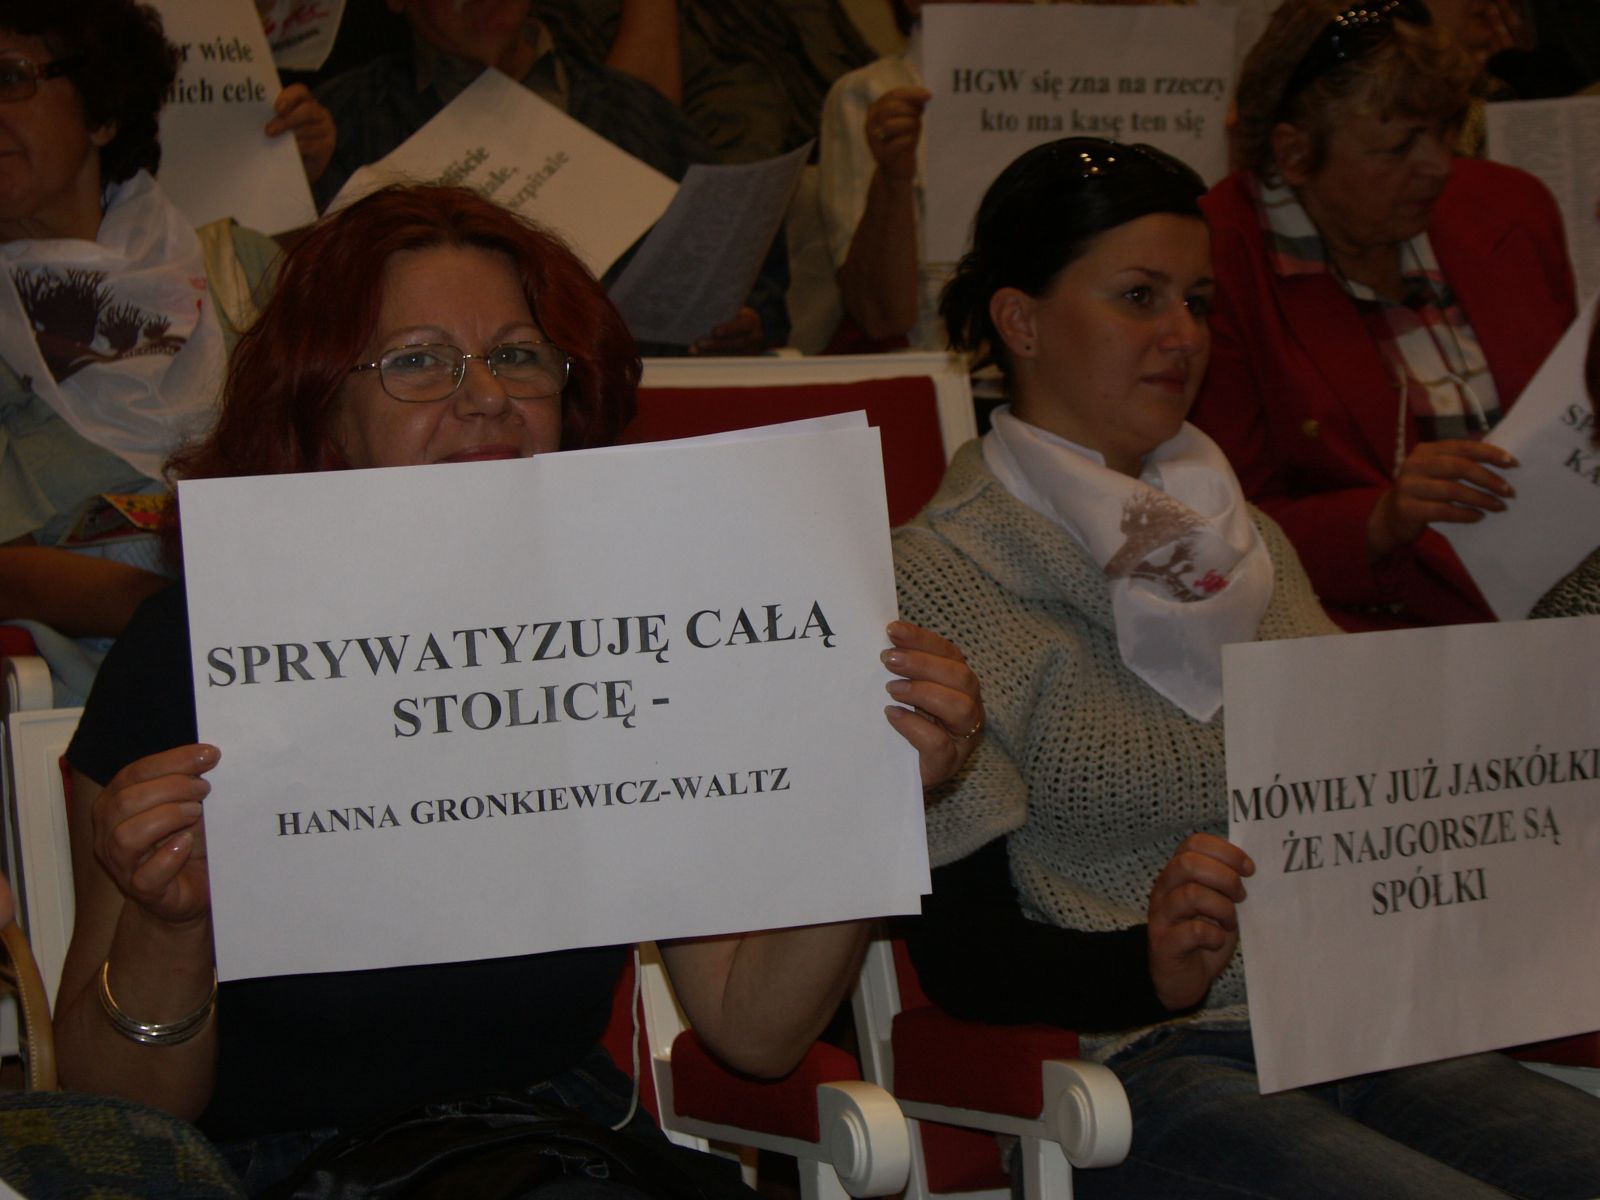 wiele
nich cele
HGW się zna na rzeczy
kto ma kasę ten się
szpitale
SPRYWATYZUJĘ CAŁĄ
STOLICĘ -
HANNA GRONKIEWICZ-WALTZ
MÓWIŁY JUŻ JASKÓŁKI
ŻE NAJGORSZE SĄ
SPÓŁKI